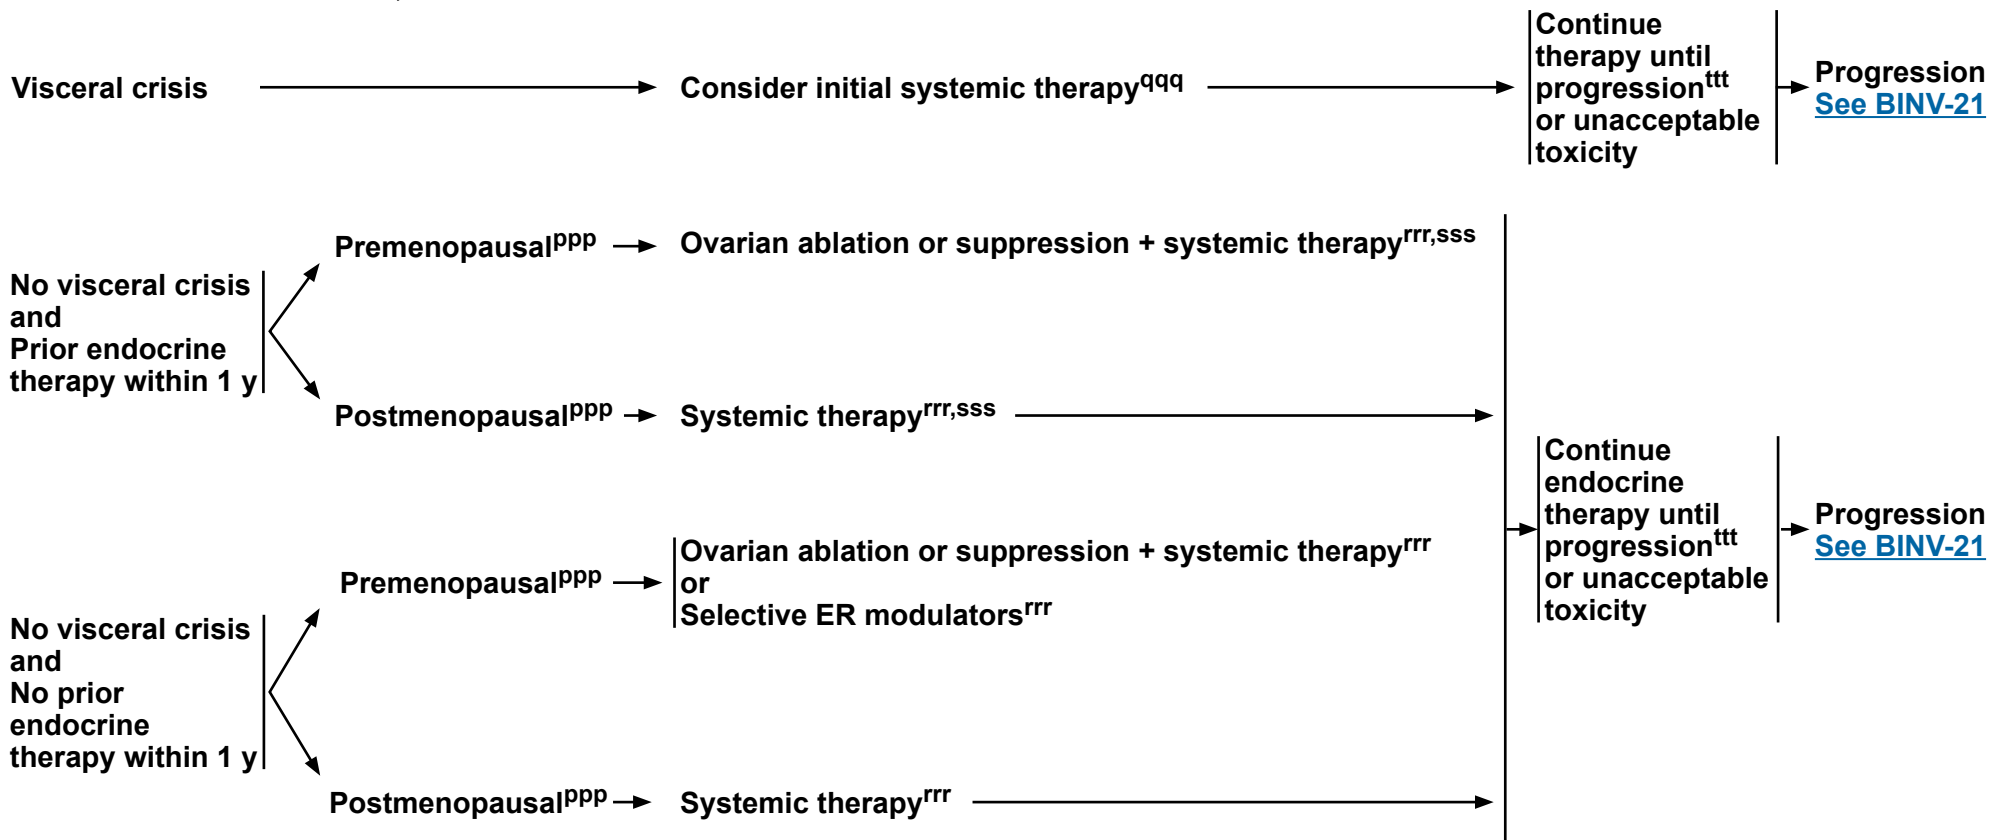 Visceral crisis
Consider initial systemic therapyqqq
Continue
therapy until
progressionttt
or unacceptable
toxicity
Progression
See BINV-21
No visceral crisis
and
Prior endocrine
therapy within 1 y
Premenopausalppp
Ovarian ablation or suppression + systemic therapyrrr,sss
Postmenopausalppp
Systemic therapyrrr,sss
No visceral crisis
and
No prior
endocrine
therapy within 1 y
Premenopausalppp
Ovarian ablation or suppression + systemic therapyrrr
or
Selective ER modulatorsrrr
Postmenopausalppp
Systemic therapyrrr
Continue
endocrine
therapy until
progressionttt
or unacceptable
toxicity
Progression
See BINV-21